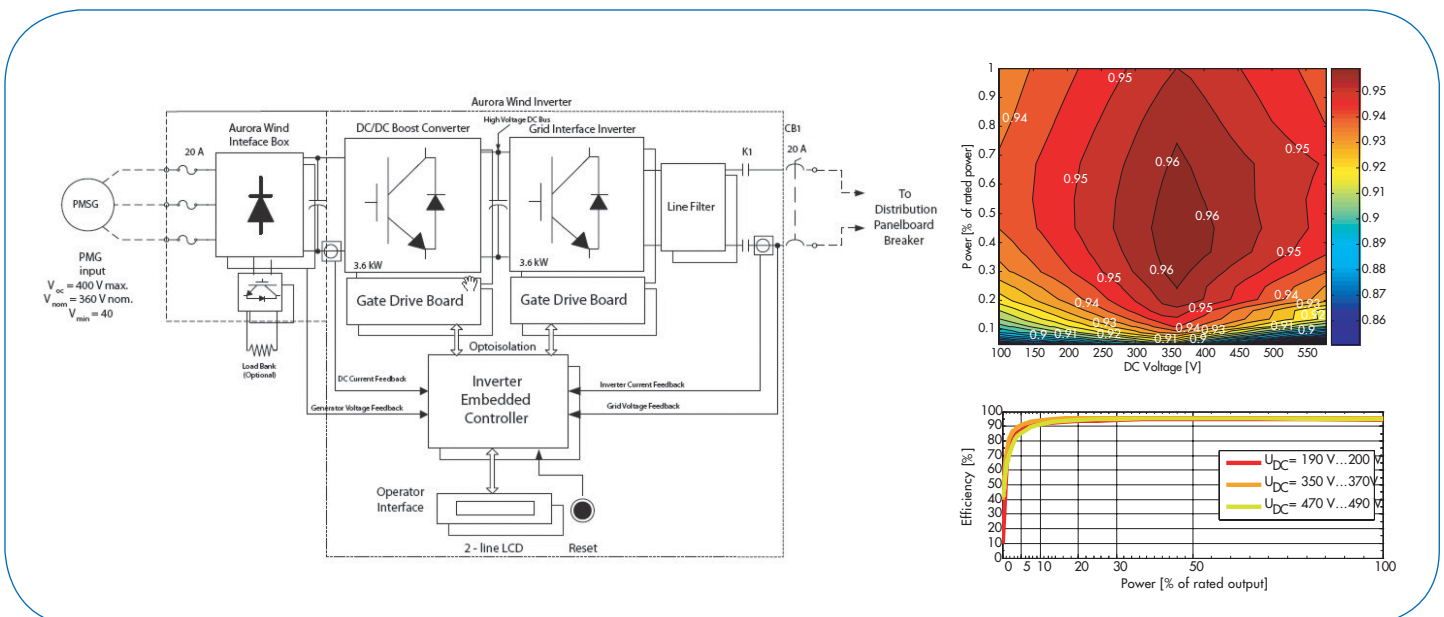 Aurora Wind Inverter
Aurora Wind
Inteface Box
20 A
PMSG
PMG
input
Voc = 400 V max.
Vnom = 360 V nom.
Vmin = 40
Load Bank
(Optional)
DC/DC Boost Converter
High Voltage DC Bus
Grid Interface Inverter
3.6 kW
3.6 kW
Gate Drive Board
Gate Drive Board
Optoisolation
Line Filter
K1
CB1
20 A
To
Distribution
Panelboard
Breaker
DC Current Feedback
Generator Voltage Feedback
Inverter
Embedded
Controller
Inverter Current Feedback
Grid Voltage Feedback
Operator
Interface
2 - line LCD
Reset
Power [% of rated power]
1
0.9
0.8
0.7
0.6
0.5
0.4
0.3
0.2
0.1
0.95
0.95
0.94
0.95
0.96
0.95
0.96
0.95
0.95
0.96
0.94
0.95
0.94
0.93
0.92
0.93
0.94
0.93
0.9
0.91
0.92
0.91
0.9
0.91
0.9
100 150 200 250 300 350 400 450 500 550
DC Voltage [V]
0.95
0.94
0.93
0.92
0.91
0.9
0.89
0.88
0.87
0.86
Efficiency [%]
100
90
80
70
60
50
40
30
20
10
0
UDC= 190 V...200 V
UDC= 350 V...370V
UDC= 470 V...490 V
0 5 10 20 30 50 100
Power [% of rated output]